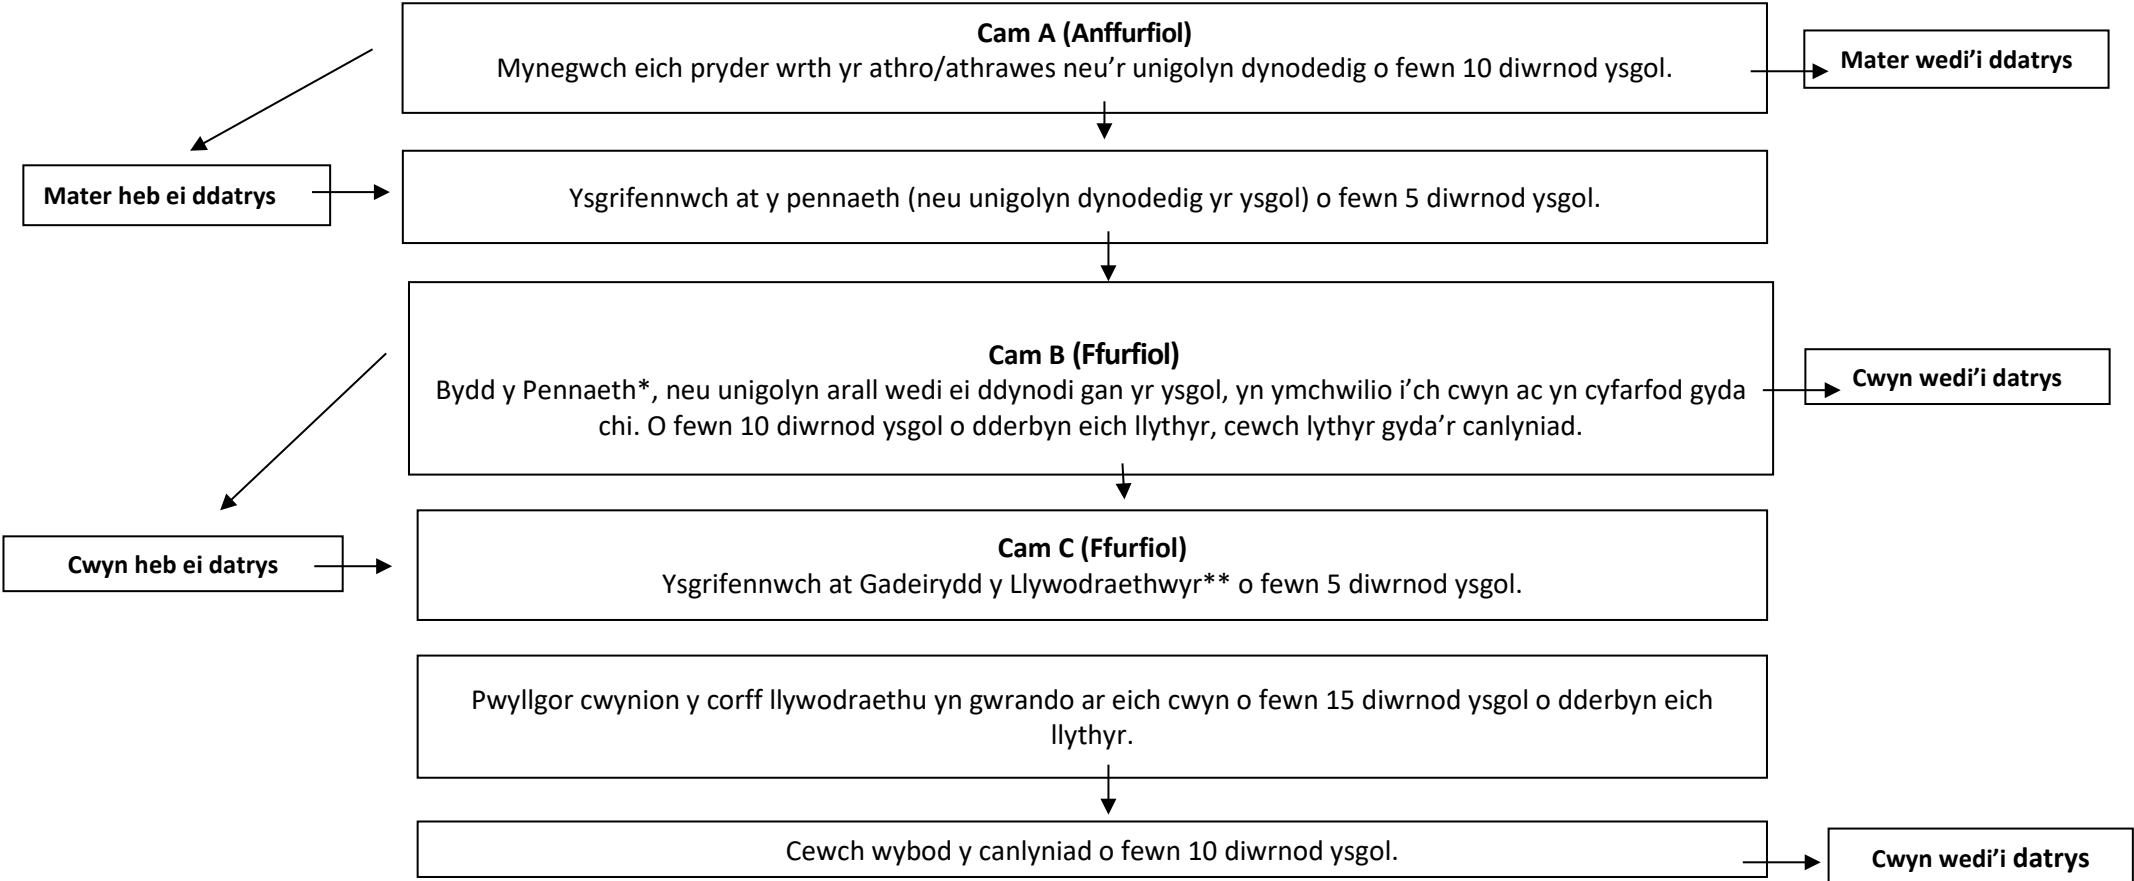 Cam A (Anffurfiol)
Mynegwch eich pryder wrth yr athro/athrawes neu’r unigolyn dynodedig o fewn 10 diwrnod ysgol.
Mater wedi’i ddatrys
Mater heb ei ddatrys
Ysgrifennwch at y pennaeth (neu unigolyn dynodedig yr ysgol) o fewn 5 diwrnod ysgol.
Cam B (Ffurfiol)
Bydd y Pennaeth*, neu unigolyn arall wedi ei ddynodi gan yr ysgol, yn ymchwilio i’ch cwyn ac yn cyfarfod gyda
chi. O fewn 10 diwrnod ysgol o dderbyn eich llythyr, cewch lythyr gyda’r canlyniad.
Cwyn wedi’i datrys
Cwyn heb ei datrys
Cam C (Ffurfiol)
Ysgrifennwch at Gadeirydd y Llywodraethwyr** o fewn 5 diwrnod ysgol.
Pwyllgor cwynion y corff llywodraethu yn gwrando ar eich cwyn o fewn 15 diwrnod ysgol o dderbyn eich
llythyr.
Cewch wybod y canlyniad o fewn 10 diwrnod ysgol.
Cwyn wedi’i datrys